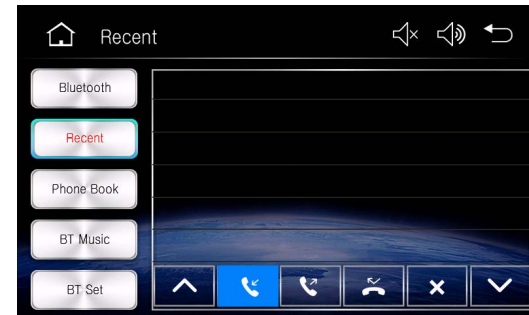 Recent
Bluetooth
Recent
Phone Book
BT Music
BT Set